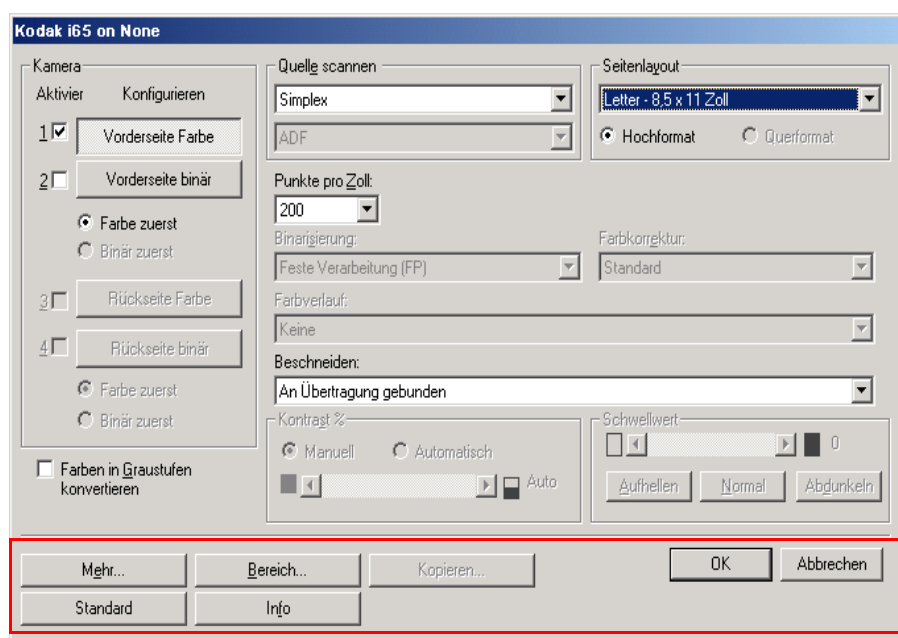 Kodak i65 on None
Kamera
Aktivier Konfigurieren
1 Vorderseite Farbe
2 Vorderseite binär
Farbe zuerst
Binär zuerst
3 Rückseite Farbe
4 Rückseite binär
Farbe zuerst
Binär zuerst
Farben in Graustufen
konvertieren
Quelle scannen
Simplex
ADF
Seitenlayout
Letter - 8,5 x 11 Zoll
Hochformat Querformat
Punkte pro Zoll:
200
Binarisierung:
Feste Verarbeitung (FP)
Farbkorrektur:
Standard
Farbverlauf:
Keine
Beschneiden:
An Übertragung gebunden
Kontrast %
Manuell Automatisch
Auto
Schwellwert
0
Aufhellen Normal Abdunkeln
Mehr... Bereich... Kopieren... OK Abbrechen
Standard Info